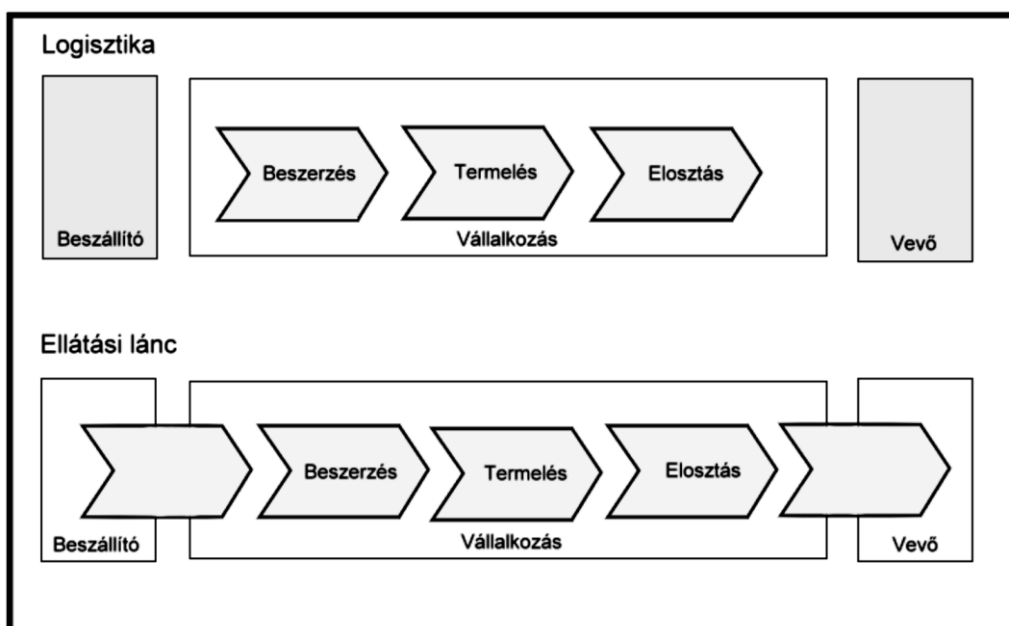 Logisztika
Beszerzés
Termelés
Elosztás
Beszállító
Vállalkozás
Vevő
Ellátási lánc
Beszerzés
Termelés
Elosztás
Beszállító
Vállalkozás
Vevő